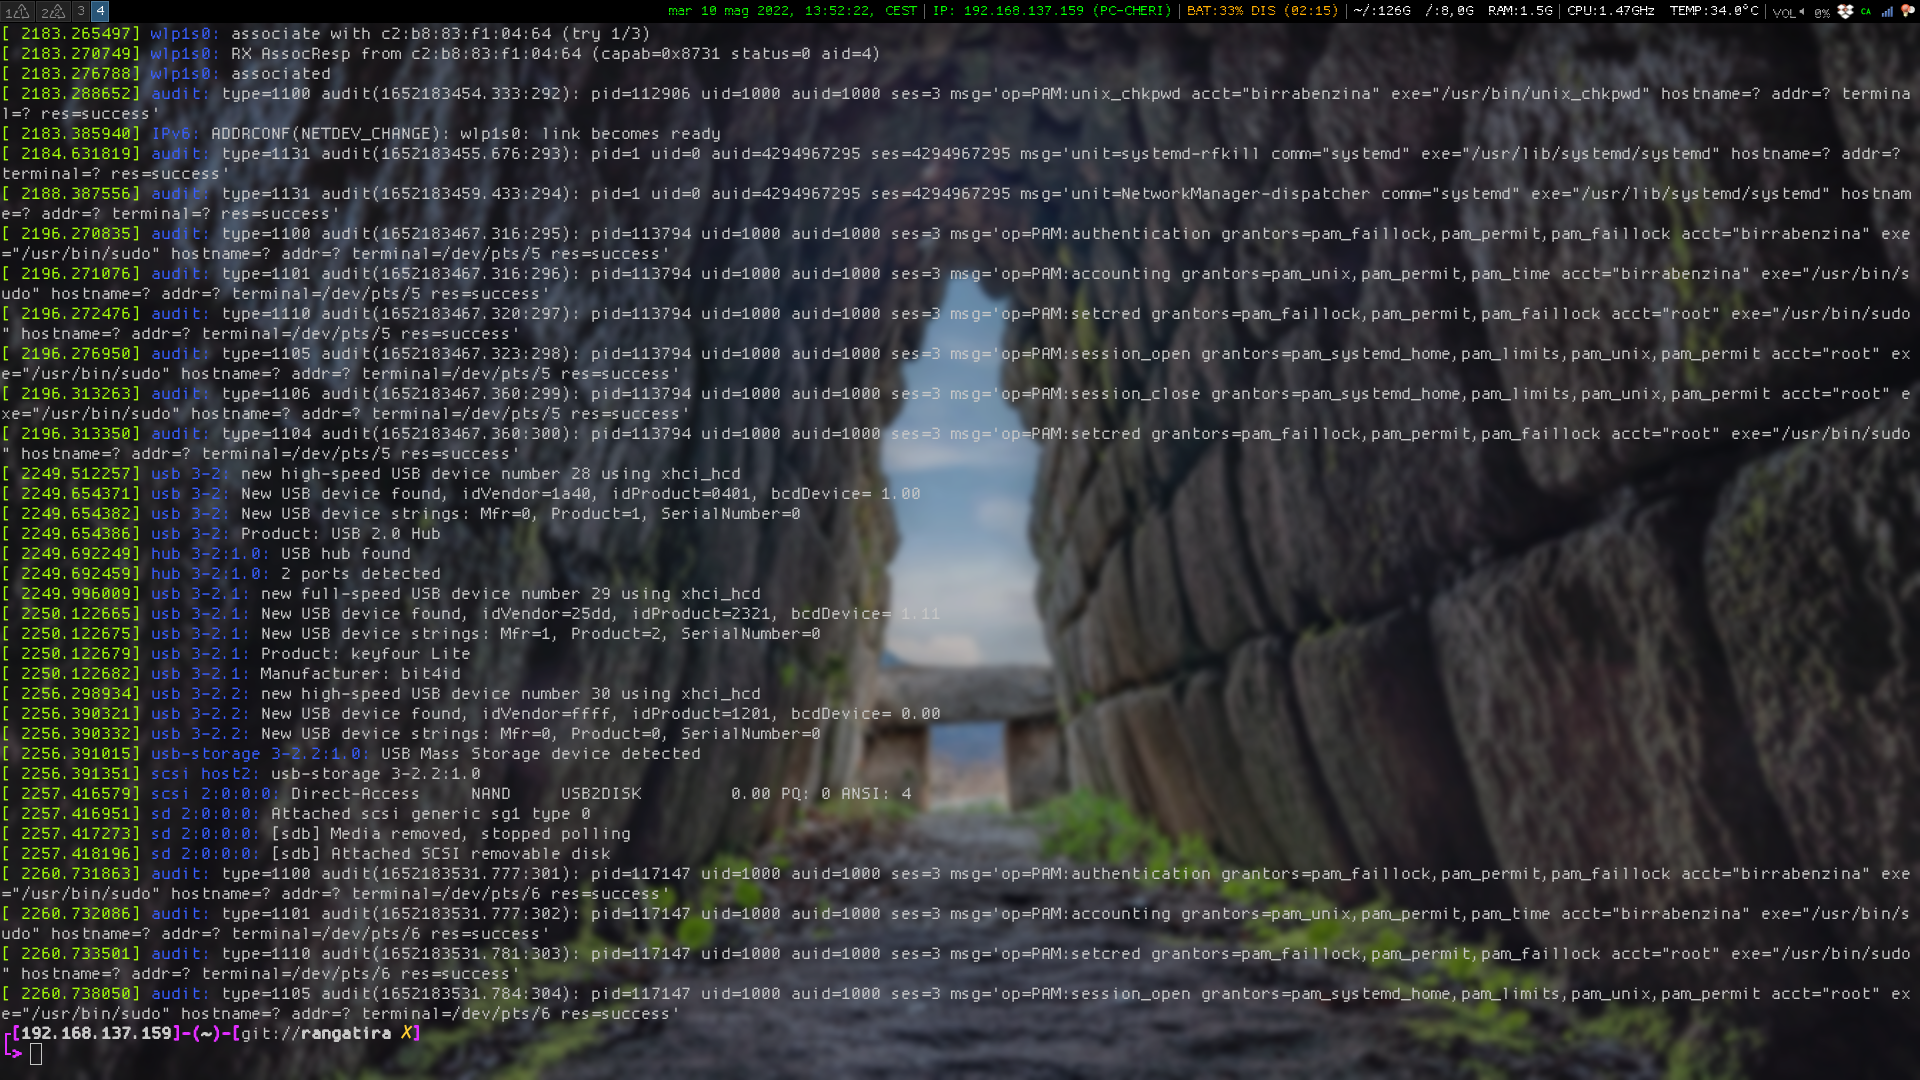 1 2 3 4 mar 10 mag 2022, 13:52:22, CEST | IP: 192.168.137.159 (PC-CHERI) | BAT:33% DIS (02:15) | ~/:126G /:8,0G RAM:1.5G | CPU:1.47GHz TEMP:34.0°C | VOL 0% CA
[ 2183.265497] wlp1s0: associate with c2:b8:83:f1:04:64 (try 1/3)
[ 2183.270749] wlp1s0: RX AssocResp from c2:b8:83:f1:04:64 (capab=0x8731 status=0 aid=4)
[ 2183.276788] wlp1s0: associated
[ 2183.288652] audit: type=1100 audit(1652183454.333:292): pid=112906 uid=1000 auid=1000 ses=3 msg='op=PAM:unix_chkpwd acct="birrabenzina" exe="/usr/bin/unix_chkpwd" hostname=? addr=? termina
l=? res=success'
[ 2183.385940] IPv6: ADDRCONF(NETDEV_CHANGE): wlp1s0: link becomes ready
[ 2184.631819] audit: type=1131 audit(1652183455.676:293): pid=1 uid=0 auid=4294967295 ses=4294967295 msg='unit=systemd-rfkill comm="systemd" exe="/usr/lib/systemd/systemd" hostname=? addr=?
terminal=? res=success'
[ 2188.387556] audit: type=1131 audit(1652183459.433:294): pid=1 uid=0 auid=4294967295 ses=4294967295 msg='unit=NetworkManager-dispatcher comm="systemd" exe="/usr/lib/systemd/systemd" hostnam
e=? addr=? terminal=? res=success'
[ 2196.270835] audit: type=1100 audit(1652183467.316:295): pid=113794 uid=1000 auid=1000 ses=3 msg='op=PAM:authentication grantors=pam_faillock,pam_permit,pam_faillock acct="birrabenzina" exe
="/usr/bin/sudo" hostname=? addr=? terminal=/dev/pts/5 res=success'
[ 2196.271076] audit: type=1101 audit(1652183467.316:296): pid=113794 uid=1000 auid=1000 ses=3 msg='op=PAM:accounting grantors=pam_unix,pam_permit,pam_time acct="birrabenzina" exe="/usr/bin/s
udo" hostname=? addr=? terminal=/dev/pts/5 res=success'
[ 2196.272476] audit: type=1110 audit(1652183467.320:297): pid=113794 uid=1000 auid=1000 ses=3 msg='op=PAM:setcred grantors=pam_faillock,pam_permit,pam_faillock acct="root" exe="/usr/bin/sudo
" hostname=? addr=? terminal=/dev/pts/5 res=success'
[ 2196.276950] audit: type=1105 audit(1652183467.323:298): pid=113794 uid=1000 auid=1000 ses=3 msg='op=PAM:session_open grantors=pam_systemd_home,pam_limits,pam_unix,pam_permit acct="root" ex
e="/usr/bin/sudo" hostname=? addr=? terminal=/dev/pts/5 res=success'
[ 2196.313263] audit: type=1106 audit(1652183467.360:299): pid=113794 uid=1000 auid=1000 ses=3 msg='op=PAM:session_close grantors=pam_systemd_home,pam_limits,pam_unix,pam_permit acct="root" e
xe="/usr/bin/sudo" hostname=? addr=? terminal=/dev/pts/5 res=success'
[ 2196.313350] audit: type=1104 audit(1652183467.360:300): pid=113794 uid=1000 auid=1000 ses=3 msg='op=PAM:setcred grantors=pam_faillock,pam_permit,pam_faillock acct="root" exe="/usr/bin/sudo
" hostname=? addr=? terminal=/dev/pts/5 res=success'
[ 2249.512257] usb 3-2: new high-speed USB device number 28 using xhci_hcd
[ 2249.654371] usb 3-2: New USB device found, idVendor=1a40, idProduct=0401, bcdDevice= 1.00
[ 2249.654382] usb 3-2: New USB device strings: Mfr=0, Product=1, SerialNumber=0
[ 2249.654386] usb 3-2: Product: USB 2.0 Hub
[ 2249.692249] hub 3-2:1.0: USB hub found
[ 2249.692459] hub 3-2:1.0: 2 ports detected
[ 2249.996009] usb 3-2.1: new full-speed USB device number 29 using xhci_hcd
[ 2250.122665] usb 3-2.1: New USB device found, idVendor=25dd, idProduct=2321, bcdDevice= 1.11
[ 2250.122675] usb 3-2.1: New USB device strings: Mfr=1, Product=2, SerialNumber=0
[ 2250.122679] usb 3-2.1: Product: keyfour Lite
[ 2250.122682] usb 3-2.1: Manufacturer: bit4id
[ 2256.298934] usb 3-2.2: new high-speed USB device number 30 using xhci_hcd
[ 2256.390321] usb 3-2.2: New USB device found, idVendor=ffff, idProduct=1201, bcdDevice= 0.00
[ 2256.390332] usb 3-2.2: New USB device strings: Mfr=0, Product=0, SerialNumber=0
[ 2256.391015] usb-storage 3-2.2:1.0: USB Mass Storage device detected
[ 2256.391351] scsi host2: usb-storage 3-2.2:1.0
[ 2257.416579] scsi 2:0:0:0: Direct-Access     NAND     USB2DISK         0.00 PQ: 0 ANSI: 4
[ 2257.416951] sd 2:0:0:0: Attached scsi generic sg1 type 0
[ 2257.417273] sd 2:0:0:0: [sdb] Media removed, stopped polling
[ 2257.418196] sd 2:0:0:0: [sdb] Attached SCSI removable disk
[ 2260.731863] audit: type=1100 audit(1652183531.777:301): pid=117147 uid=1000 auid=1000 ses=3 msg='op=PAM:authentication grantors=pam_faillock,pam_permit,pam_faillock acct="birrabenzina" exe
="/usr/bin/sudo" hostname=? addr=? terminal=/dev/pts/6 res=success'
[ 2260.732086] audit: type=1101 audit(1652183531.777:302): pid=117147 uid=1000 auid=1000 ses=3 msg='op=PAM:accounting grantors=pam_unix,pam_permit,pam_time acct="birrabenzina" exe="/usr/bin/s
udo" hostname=? addr=? terminal=/dev/pts/6 res=success'
[ 2260.733501] audit: type=1110 audit(1652183531.781:303): pid=117147 uid=1000 auid=1000 ses=3 msg='op=PAM:setcred grantors=pam_faillock,pam_permit,pam_faillock acct="root" exe="/usr/bin/sudo
" hostname=? addr=? terminal=/dev/pts/6 res=success'
[ 2260.738050] audit: type=1105 audit(1652183531.784:304): pid=117147 uid=1000 auid=1000 ses=3 msg='op=PAM:session_open grantors=pam_systemd_home,pam_limits,pam_unix,pam_permit acct="root" ex
e="/usr/bin/sudo" hostname=? addr=? terminal=/dev/pts/6 res=success'
┌[192.168.137.159]-(~)-[git://rangatira ✗]
└>